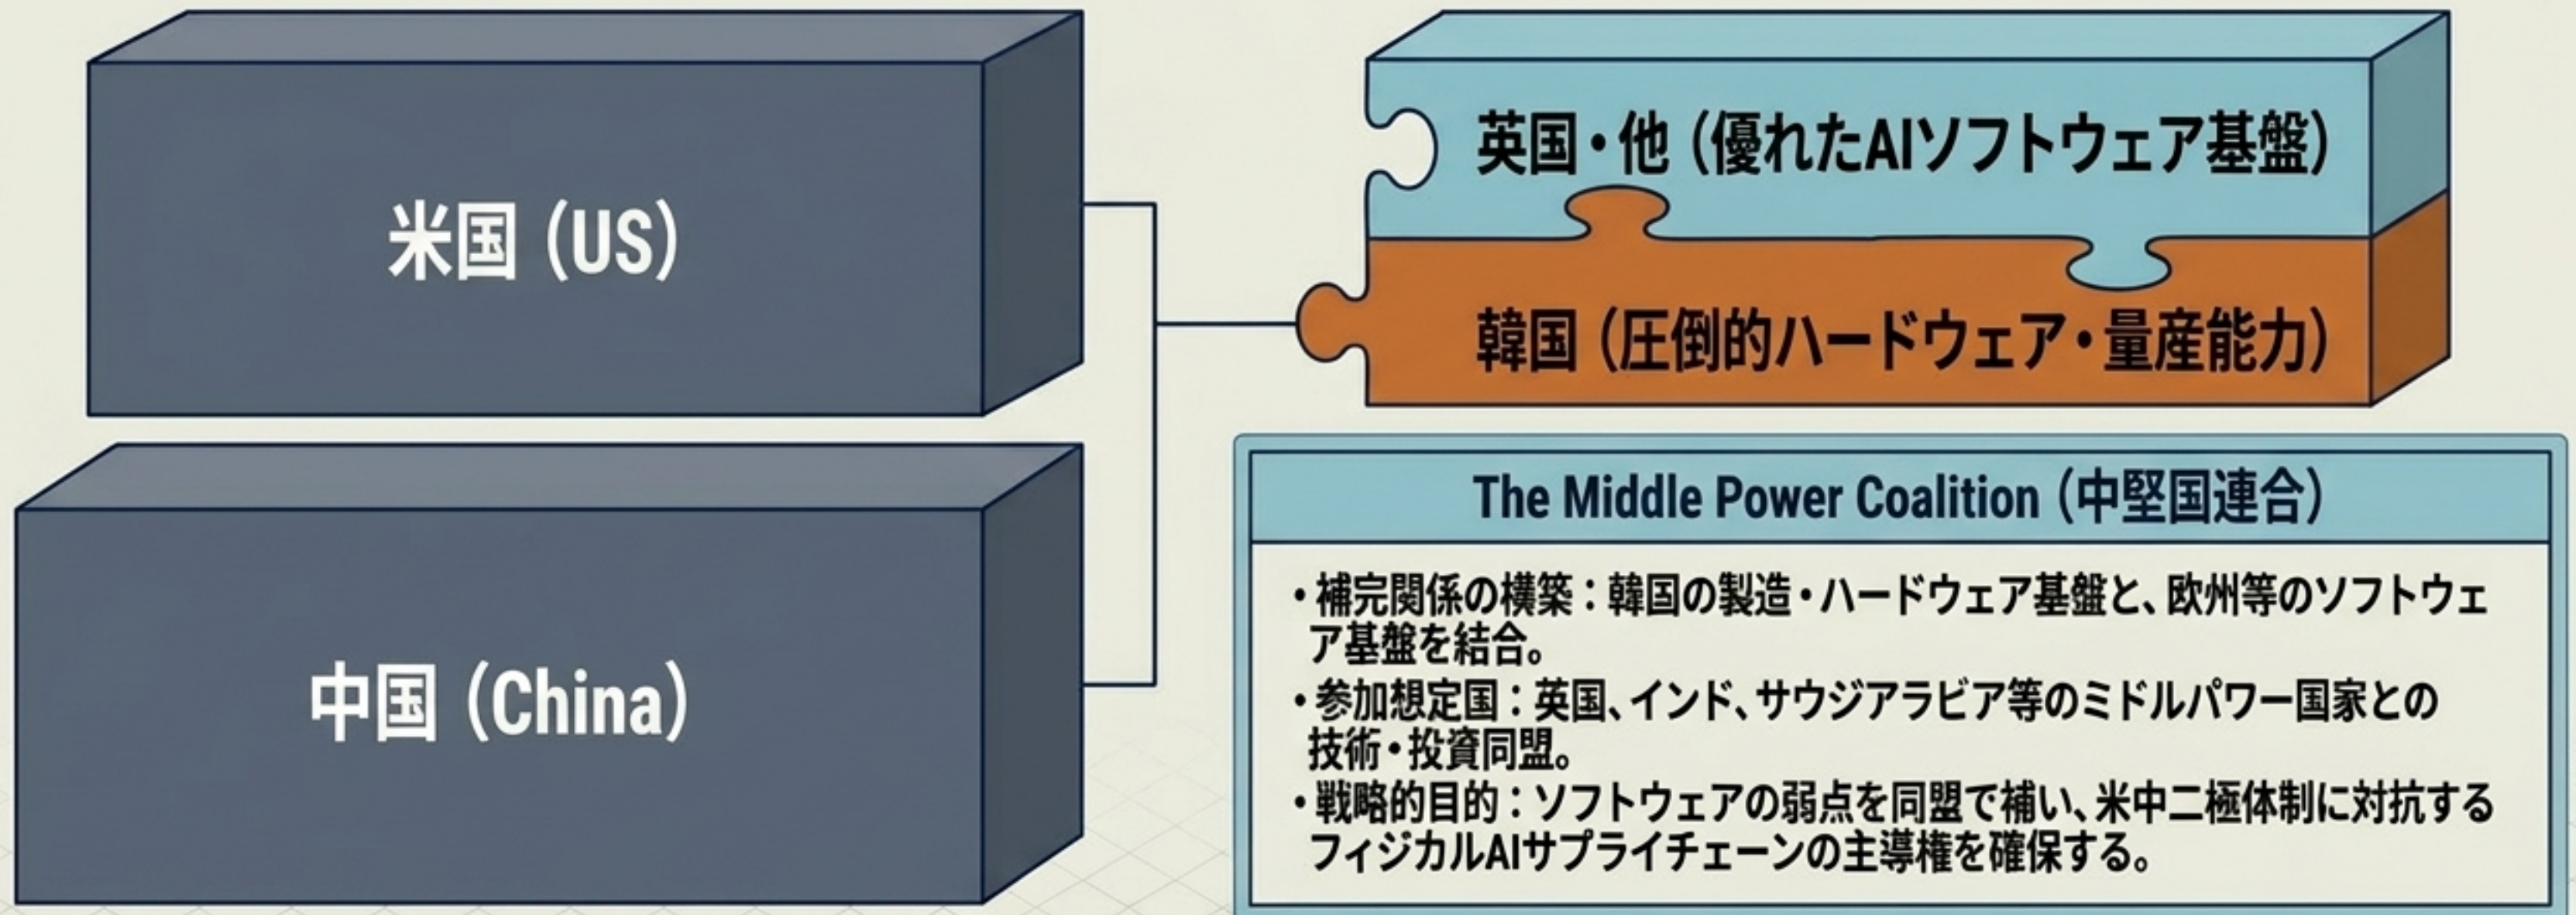 米国（US）
中国（China）
英国・他（優れたAIソフトウェア基盤）
韓国（圧倒的ハードウェア・量産能力）
The Middle Power Coalition（中堅国連合）
・補完関係の構築：韓国の製造・ハードウェア基盤と、欧州等のソフトウェ
ア基盤を結合。
・参加想定国：英国、インド、サウジアラビア等のミドルパワー国家との
技術・投資同盟。
・戦略的目的：ソフトウェアの弱点を同盟で補い、米中二極体制に対抗する
フィジカルAIサプライチェーンの主導権を確保する。